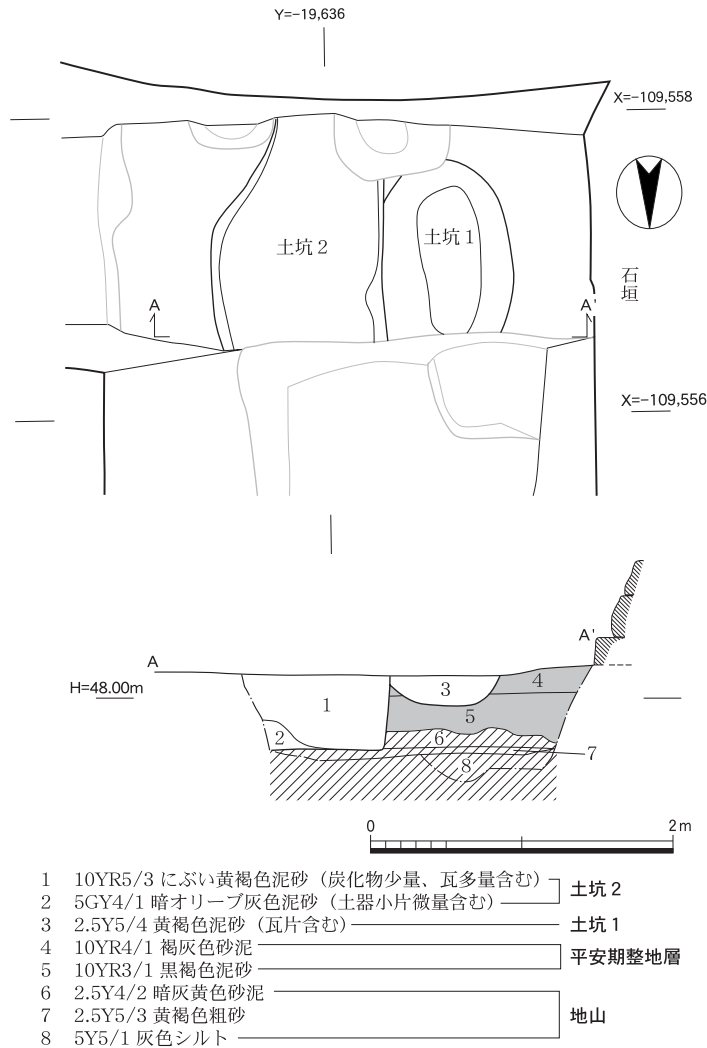 Y=−19,636
X=−109,558
土坑 2
土坑 1
石垣
A
A'
X=−109,556
A
A'
H=48.00m
1
2
3
4
5
6
7
8
0
2m
1 10YR5/3 にぶい黄褐色泥砂（炭化物少量、瓦多量含む）
2 5GY4/1 暗オリーブ灰色泥砂（土器小片微量含む）
土坑 2
3 2.5Y5/4 黄褐色泥砂（瓦片含む）
土坑 1
4 10YR4/1 褐灰色砂泥
5 10YR3/1 黒褐色泥砂
平安期整地層
6 2.5Y4/2 暗灰黄色砂泥
7 2.5Y5/3 黄褐色粗砂
8 5Y5/1 灰色シルト
地山